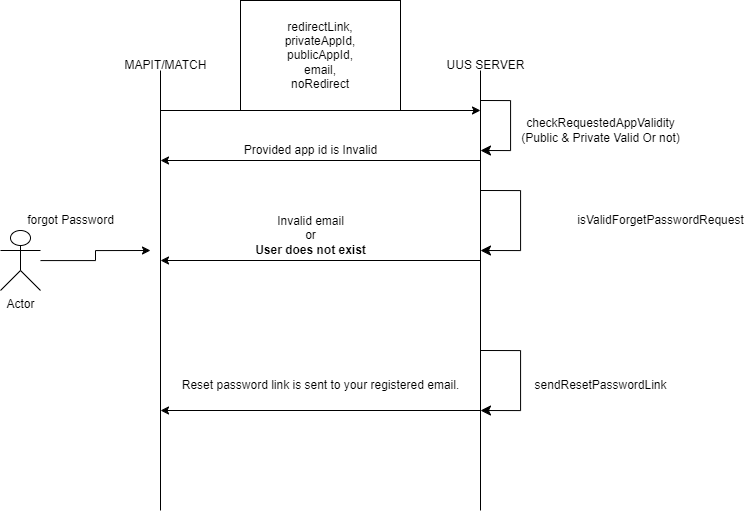 redirectLink,
privateAppId,
publicAppId,
email,
noRedirect
MAPIT/MATCH
UUS SERVER
checkRequestedAppValidity
(Public & Private Valid Or not)
Provided app id is Invalid
forgot Password
Invalid email
or
User does not exist
isValidForgetPasswordRequest
Actor
Reset password link is sent to your registered email.
sendResetPasswordLink